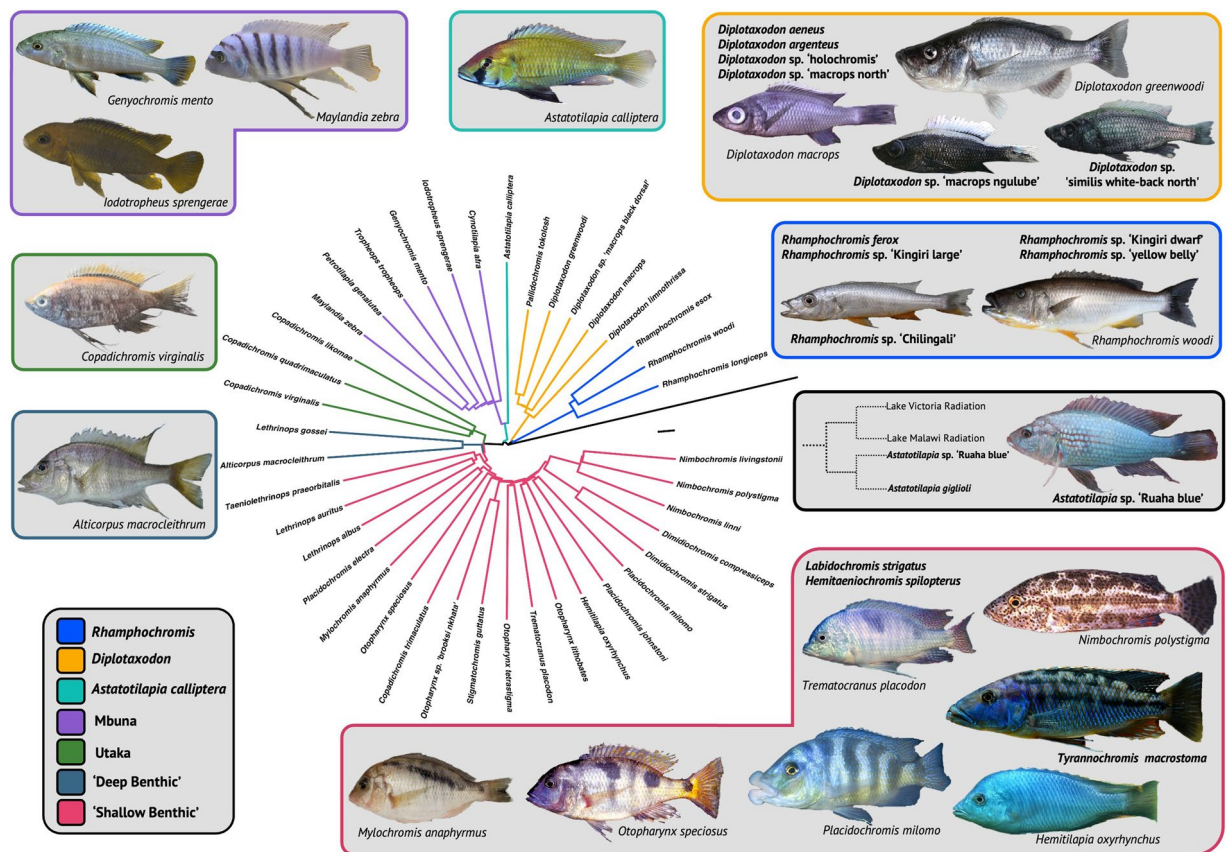 Genyochromis mento
Maylandia zebra
Iodotropheus sprengerae
Astatotilapia calliptera
Diplotaxodon aeneus
Diplotaxodon argenteus
Diplotaxodon sp. ‘holochromis’
Diplotaxodon sp. ‘macrops north’
Diplotaxodon greenwoodi
Diplotaxodon macrops
Diplotaxodon sp. ‘macrops ngulube’
Diplotaxodon sp.
'similis white-back north'
Copadichromis virginalis
Alticorpus macrocleithrum
Rhamphochromis ferox
Rhamphochromis sp. ‘Kingiri large’
Rhamphochromis sp. ‘Kingiri dwarf’
Rhamphochromis sp. ‘yellow belly’
Rhamphochromis sp. ‘Chilingali’
Rhamphochromis woodi
Lake Victoria Radiation
Lake Malawi Radiation
Astatotilapia sp. ‘Ruaha blue’
Astatotilapia giglioli
Astatotilapia sp. ‘Ruaha blue’
Alticorpus macrocleithrum
Lethrinops gossei
Copadichromis virginalis
Copadichromis quadrimaculatus
Copadichromis likomae
Maylandia zebra
Petrotilapia genalutea
Tropheops tropheops
Genyochromis mento
Iodotropheus sprengerae
Cynotilapia afra
Astatotilapia calliptera
Pallidochromis tokolosh
Diplotaxodon greenwoodi
Diplotaxodon sp. 'macrops black dorsal'
Diplotaxodon macrops
Diplotaxodon limnothrissa
Rhamphochromis esox
Rhamphochromis woodi
Rhamphochromis longiceps
Nimbochromis livingstonii
Nimbochromis polystigma
Nimbochromis linni
Dimidiochromis compressiceps
Dimidiochromis strigatus
Placidochromis milomo
Placidochromis johnstoni
Hemitilapia oxyrhynchus
Otopharynx lithobates
Trematocranus placodon
Otopharynx tetrastigma
Stigmatochromis guttatus
Otopharynx sp. 'brooksi nkhata'
Copadichromis trimaculatus
Otopharynx speciosus
Mylochromis anaphyrmus
Placidochromis electra
Lethrinops albus
Lethrinops auritus
Taeniolethrinops praeorbitalis
Rhamphochromis
Diplotaxodon
Astatotilapia calliptera
Mbuna
Utaka
‘Deep Benthic’
‘Shallow Benthic’
Labidochromis strigatus
Hemitaeniochromis spilopterus
Nimbochromis polystigma
Trematocranus placodon
Tyrannochromis macrostoma
Mylochromis anaphyrmus
Otopharynx speciosus
Placidochromis milomo
Hemitilapia oxyrhynchus